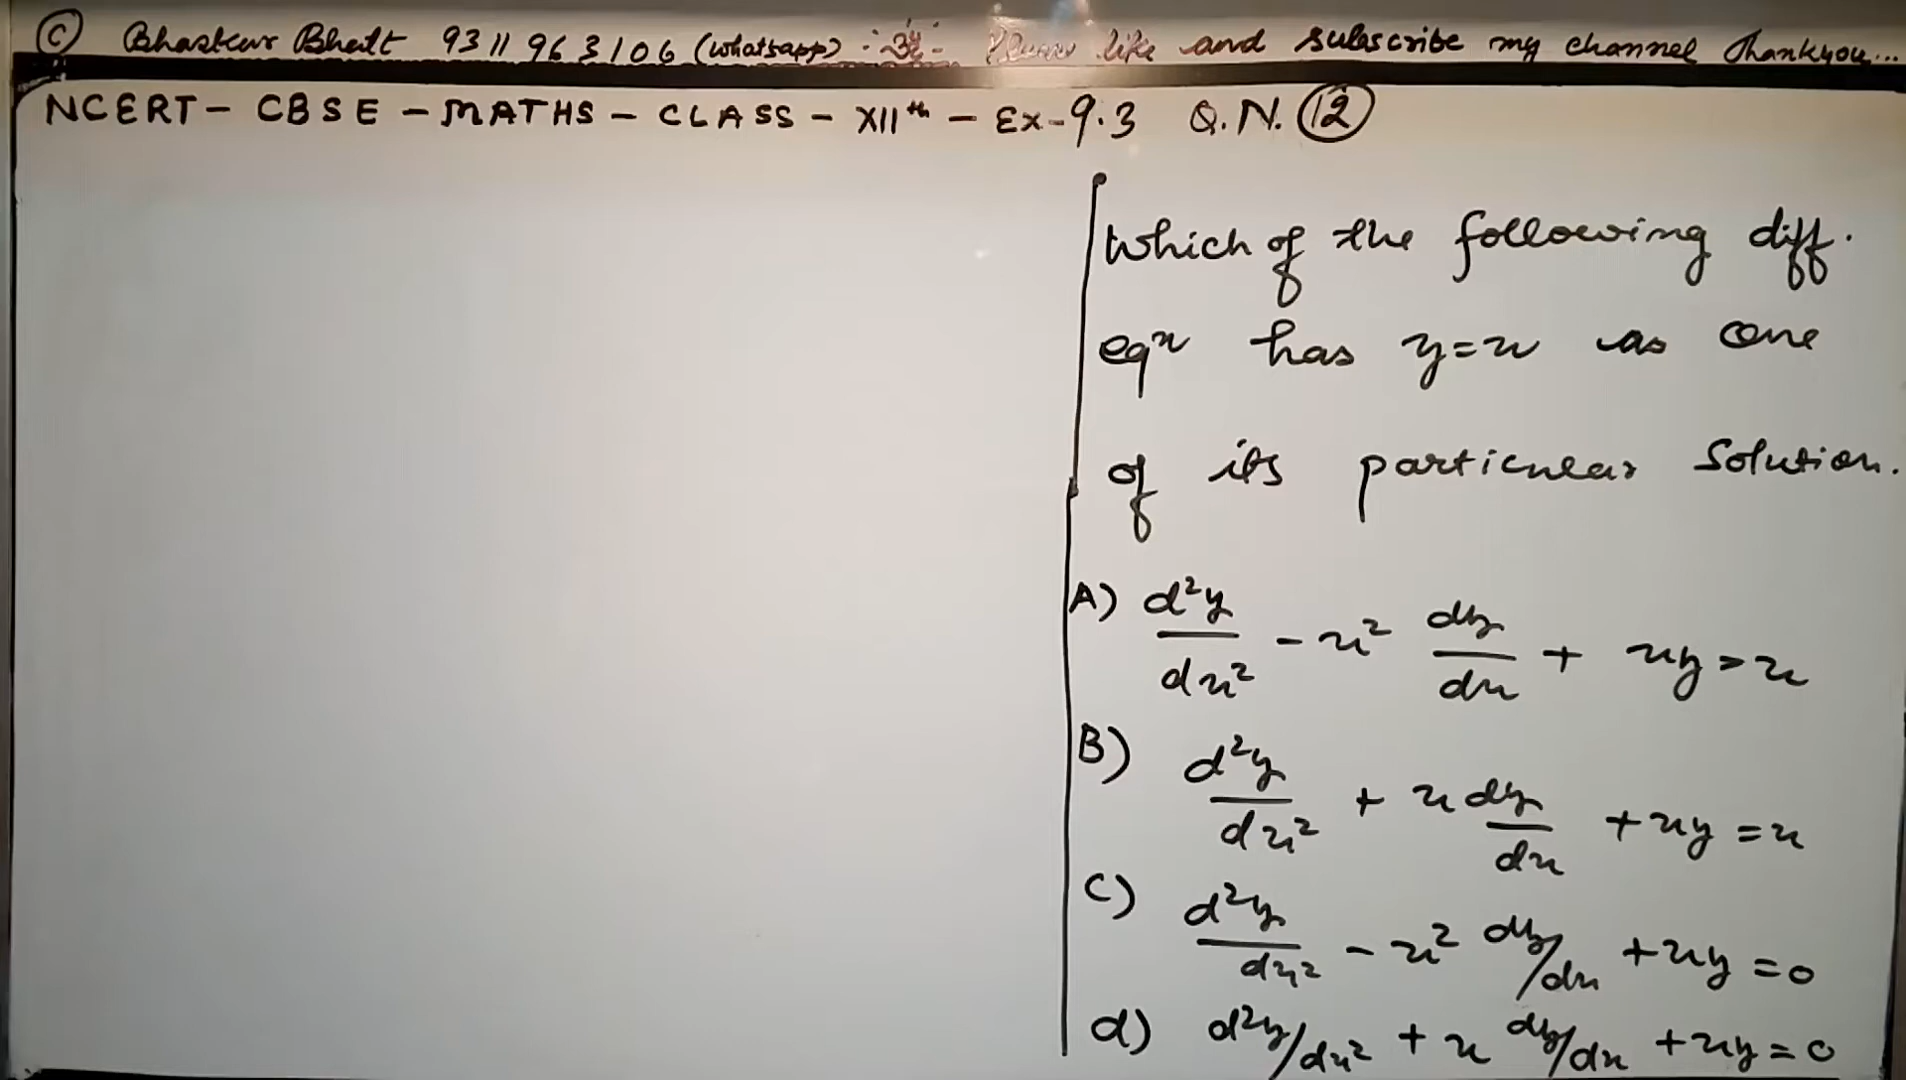 © Bhaskar Bhatt 9311963106 (whatsapp) :- Please like and subscribe my channel Thankyou...
NCERT - CBSE - MATHS - CLASS - XIIth - Ex-9.3 Q.N. 12
Which of the following diff.
eqn has y=x as one
of its particular Solution.
A) d²y/dx² - x² dy/dx + xy = x
B) d²y/dx² + x dy/dx + xy = x
C) d²y/dx² - x² dy/dx + xy = 0
d) d²y/dx² + x dy/dx + xy = 0